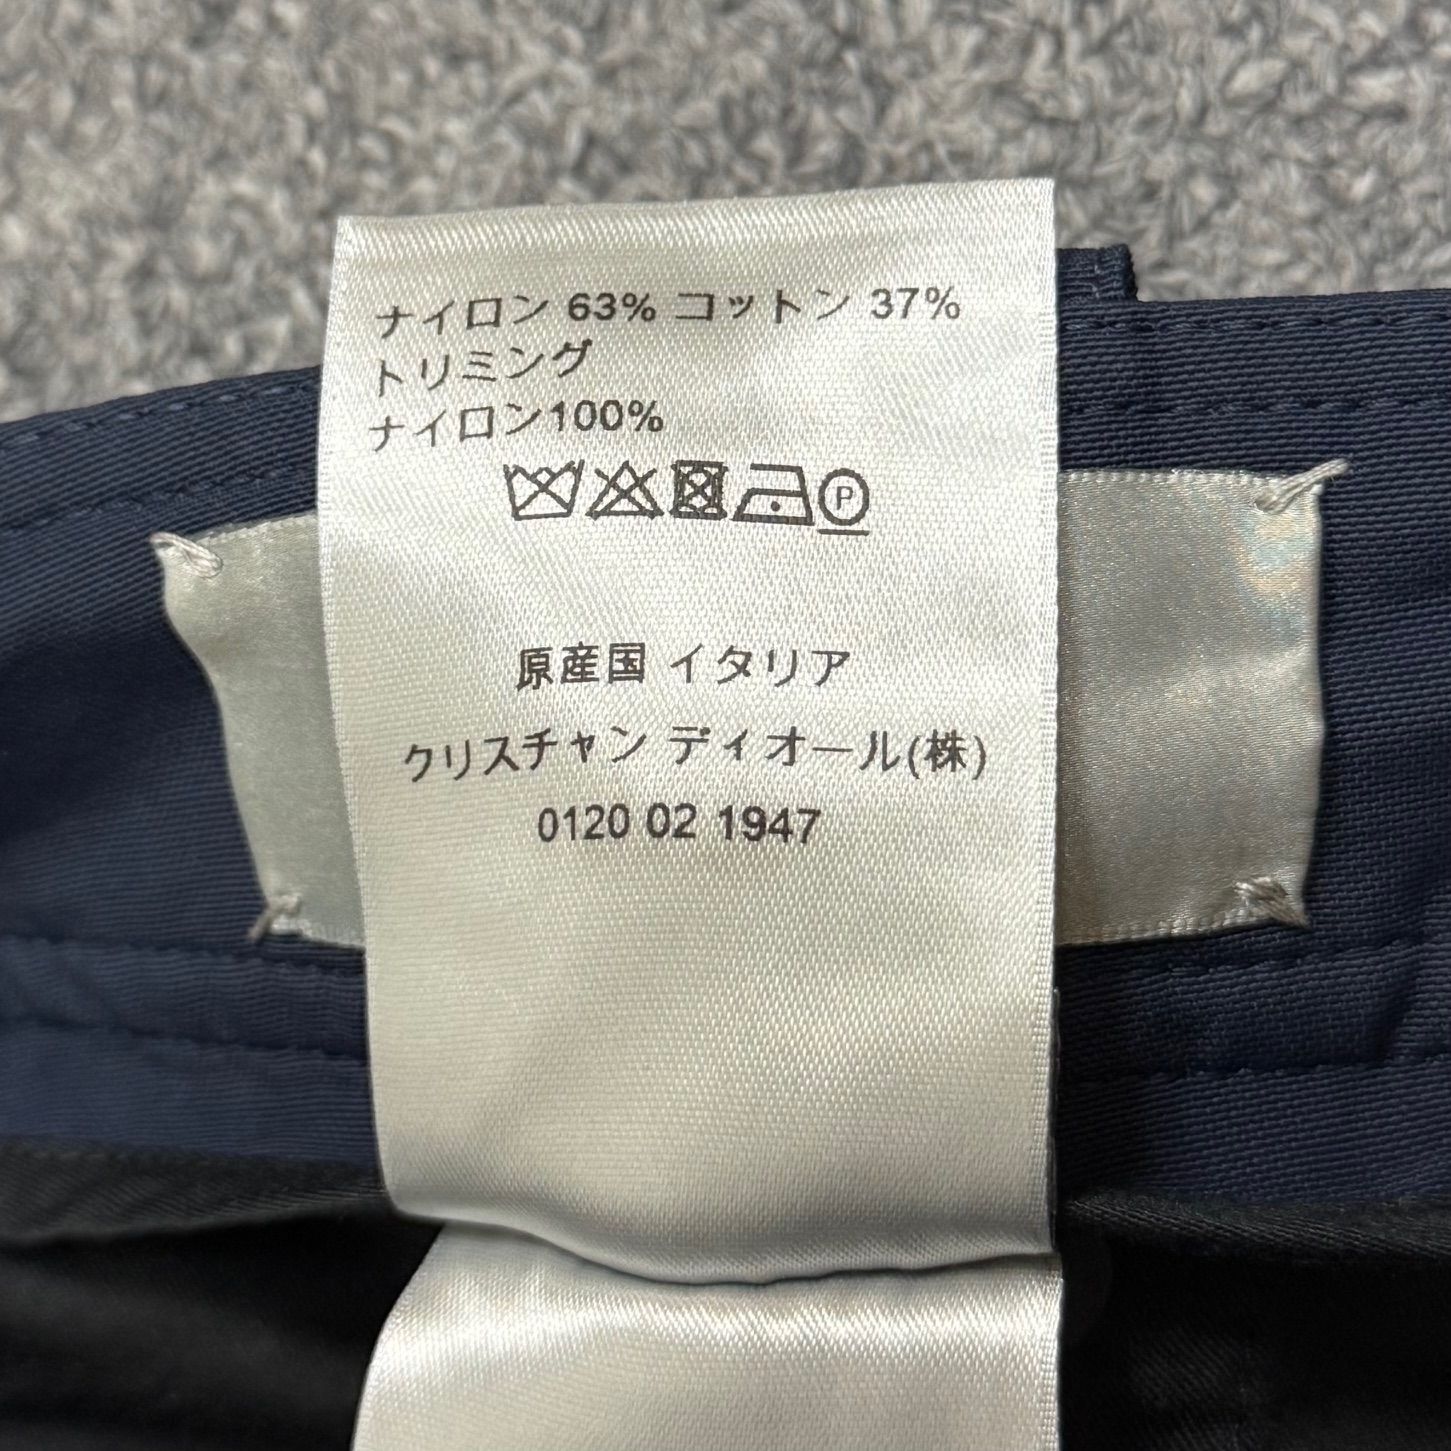 ナイロン 63% コットン 37%
トリミング
ナイロン100%
P
原産国 イタリア
クリスチャン ディオール(株)
0120 02 1947